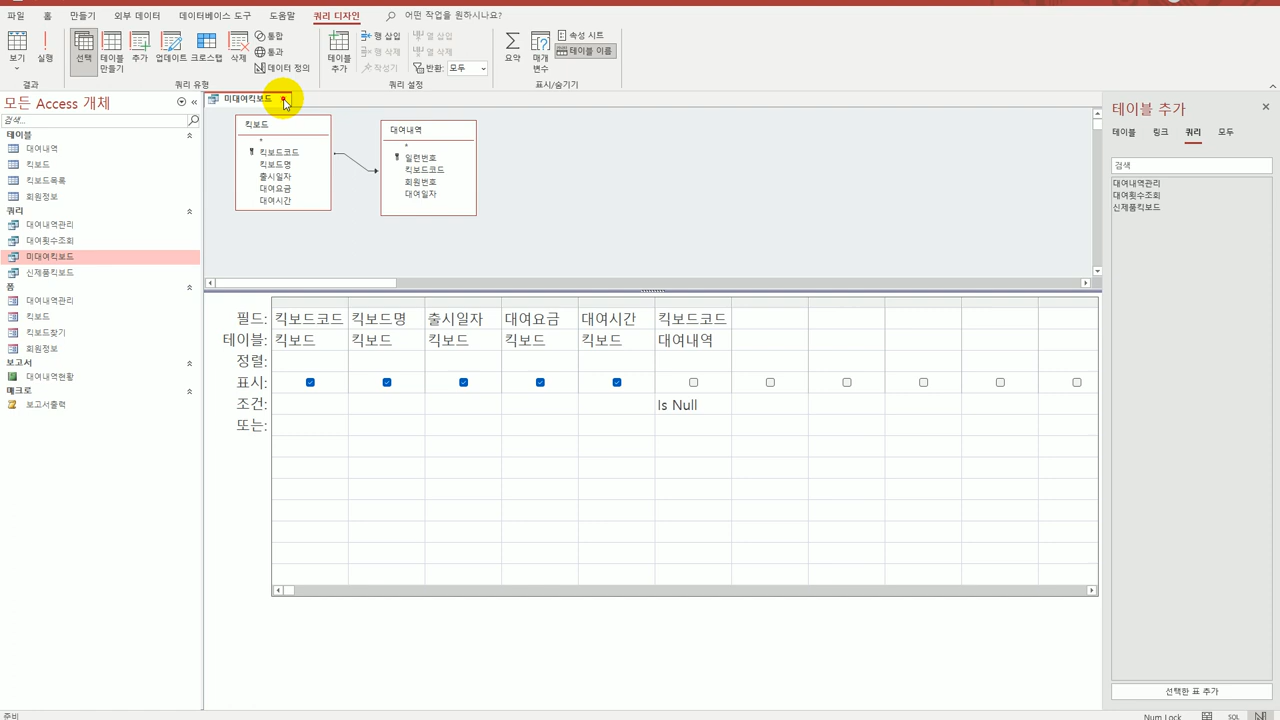 파일 홈 만들기 외부 데이터 데이터베이스 도구 도움말 쿼리 디자인 어떤 작업을 원하시나요?
보기 실행 선택 테이블 만들기 추가 업데이트 크로스탭 삭제 통합 통과 데이터 정의
테이블 추가 행 삽입 행 삭제 작성기 열 삽입 열 삭제 반환: 모두
요약 매개 변수 속성 시트 테이블 이름
결과 쿼리 유형 쿼리 설정 표시/숨기기
모든 Access 개체
검색...
테이블
대여내역
킥보드
킥보드목록
회원정보
쿼리
대여내역관리
대여횟수조회
미대여킥보드
신제품킥보드
폼
대여내역관리
킥보드
킥보드찾기
회원정보
보고서
대여내역현황
매크로
보고서출력
미대여킥보드
킥보드
*
킥보드코드
킥보드명
출시일자
대여요금
대여시간
대여내역
*
일련번호
킥보드코드
회원번호
대여일자
필드: 킥보드코드 킥보드명 출시일자 대여요금 대여시간 킥보드코드
테이블: 킥보드 킥보드 킥보드 킥보드 킥보드 대여내역
정렬:
표시:
조건: Is Null
또는:
테이블 추가
테이블 링크 쿼리 모두
검색
대여내역관리
대여횟수조회
신제품킥보드
선택한 표 추가
준비 Num Lock SQL